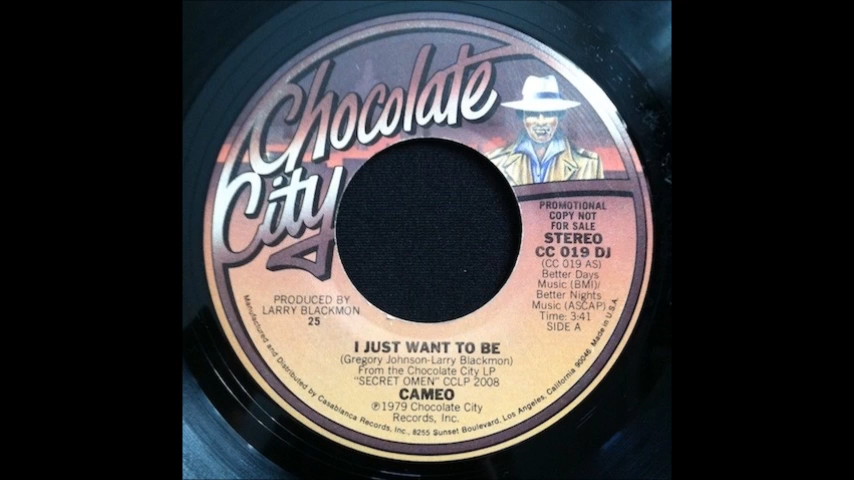 Chocolate
City
PROMOTIONAL
COPY NOT
FOR SALE
STEREO
CC 019 DJ
(CC 019 AS)
Better Days
Music (BMI)/
Better Nights
Music (ASCAP)
Time: 3:41
SIDE A
PRODUCED BY
LARRY BLACKMON
25
I JUST WANT TO BE
(Gregory Johnson-Larry Blackmon)
From the Chocolate City LP
"SECRET OMEN" CCLP 2008
CAMEO
℗1979 Chocolate City
Records, Inc.
Manufactured and Distributed by Casablanca Records, Inc., 8255 Sunset Boulevard, Los Angeles, California 90046 Made in U.S.A.